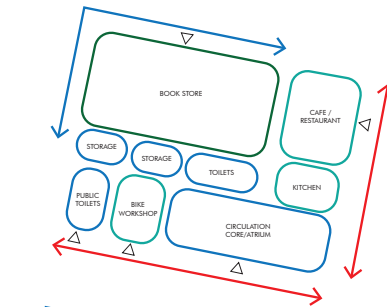 BOOK STORE
CAFE /
RESTAURANT
STORAGE
STORAGE
TOILETS
KITCHEN
PUBLIC
TOILETS
BIKE
WORKSHOP
CIRCULATION
CORE/ATRIUM